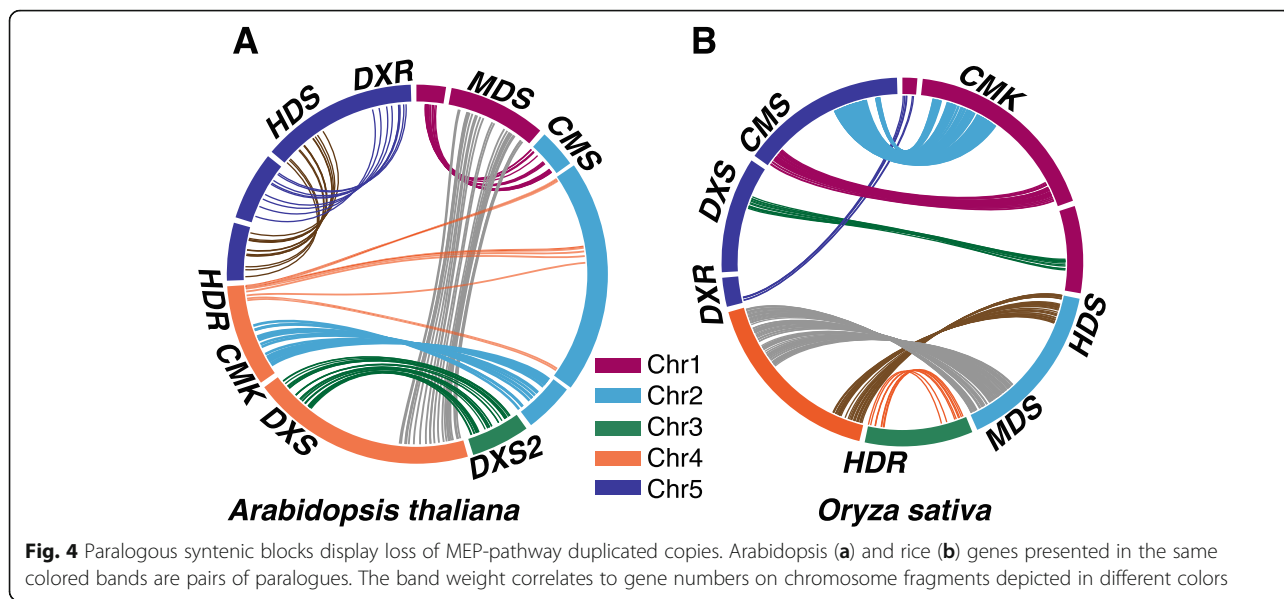 A
B
DXR
MDS
HDS
CMS
HDR
CMK
DXS
DXS2
CMK
CMS
DXS
DXR
HDS
MDS
HDR
Chr1
Chr2
Chr3
Chr4
Chr5
Arabidopsis thaliana
Oryza sativa
Fig. 4 Paralogous syntenic blocks display loss of MEP-pathway duplicated copies. Arabidopsis (a) and rice (b) genes presented in the same
colored bands are pairs of paralogues. The band weight correlates to gene numbers on chromosome fragments depicted in different colors